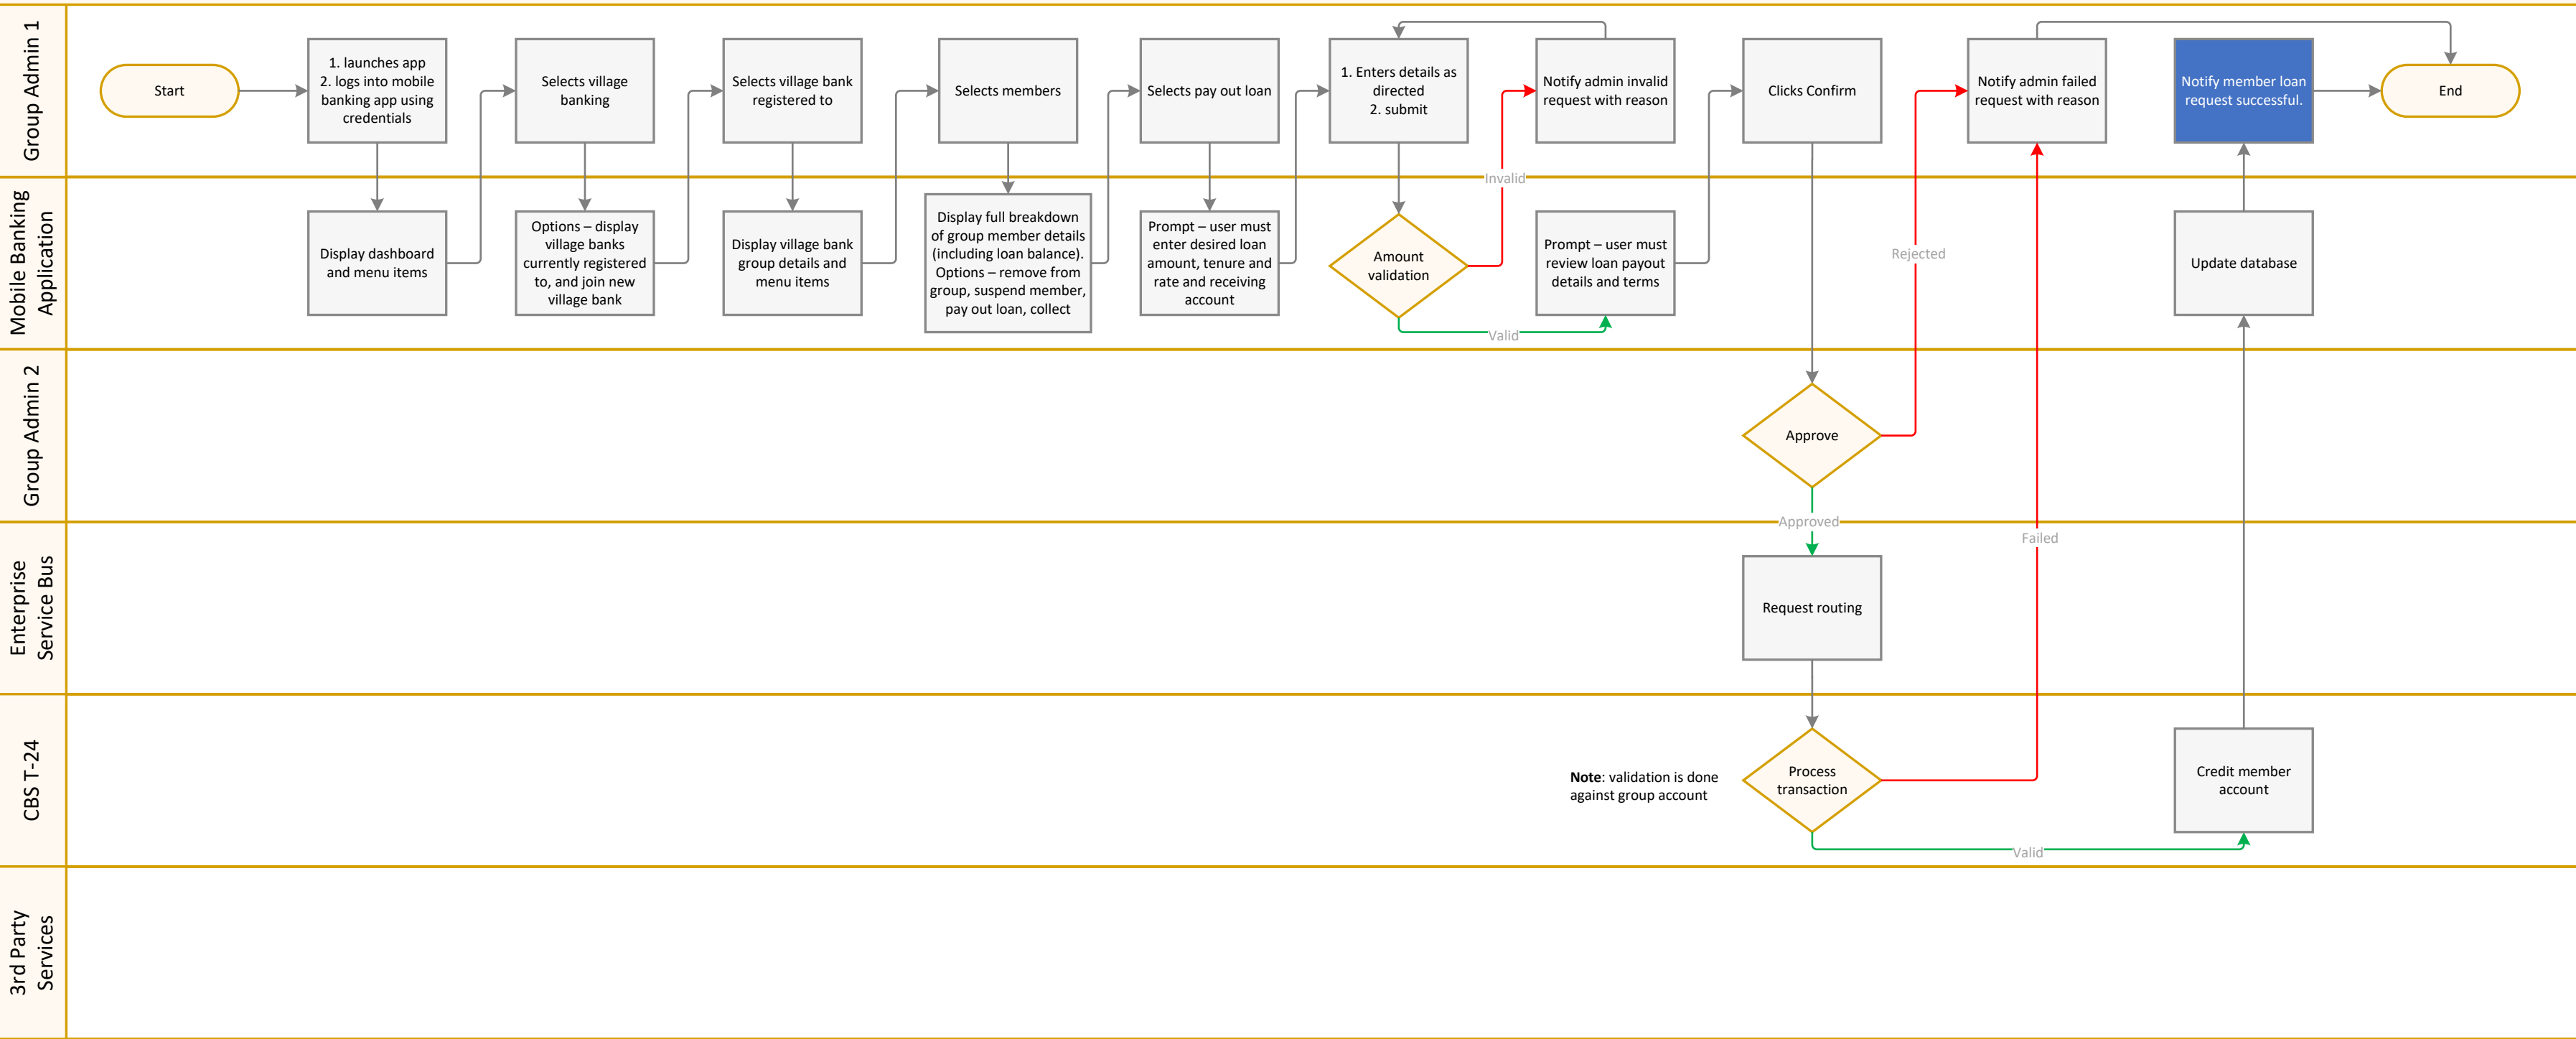 Group Admin 1
Start
1. launches app
2. logs into mobile
banking app using
credentials
Selects village
banking
Selects village bank
registered to
Selects members
Selects pay out loan
1. Enters details as
directed
2. submit
Notify admin invalid
request with reason
Clicks Confirm
Notify admin failed
request with reason
Notify member loan
request successful.
End
Mobile Banking
Application
Display dashboard
and menu items
Options – display
village banks
currently registered
to, and join new
village bank
Display village bank
group details and
menu items
Display full breakdown
of group member details
(including loan balance).
Options – remove from
group, suspend member,
pay out loan, collect
Prompt – user must
enter desired loan
amount, tenure and
rate and receiving
account
Amount
validation
Invalid
Valid
Prompt – user must
review loan payout
details and terms
Rejected
Update database
Group Admin 2
Approve
Approved
Enterprise
Service Bus
Request routing
Failed
CBS T-24
Note: validation is done
against group account
Process
transaction
Valid
Credit member
account
3rd Party
Services